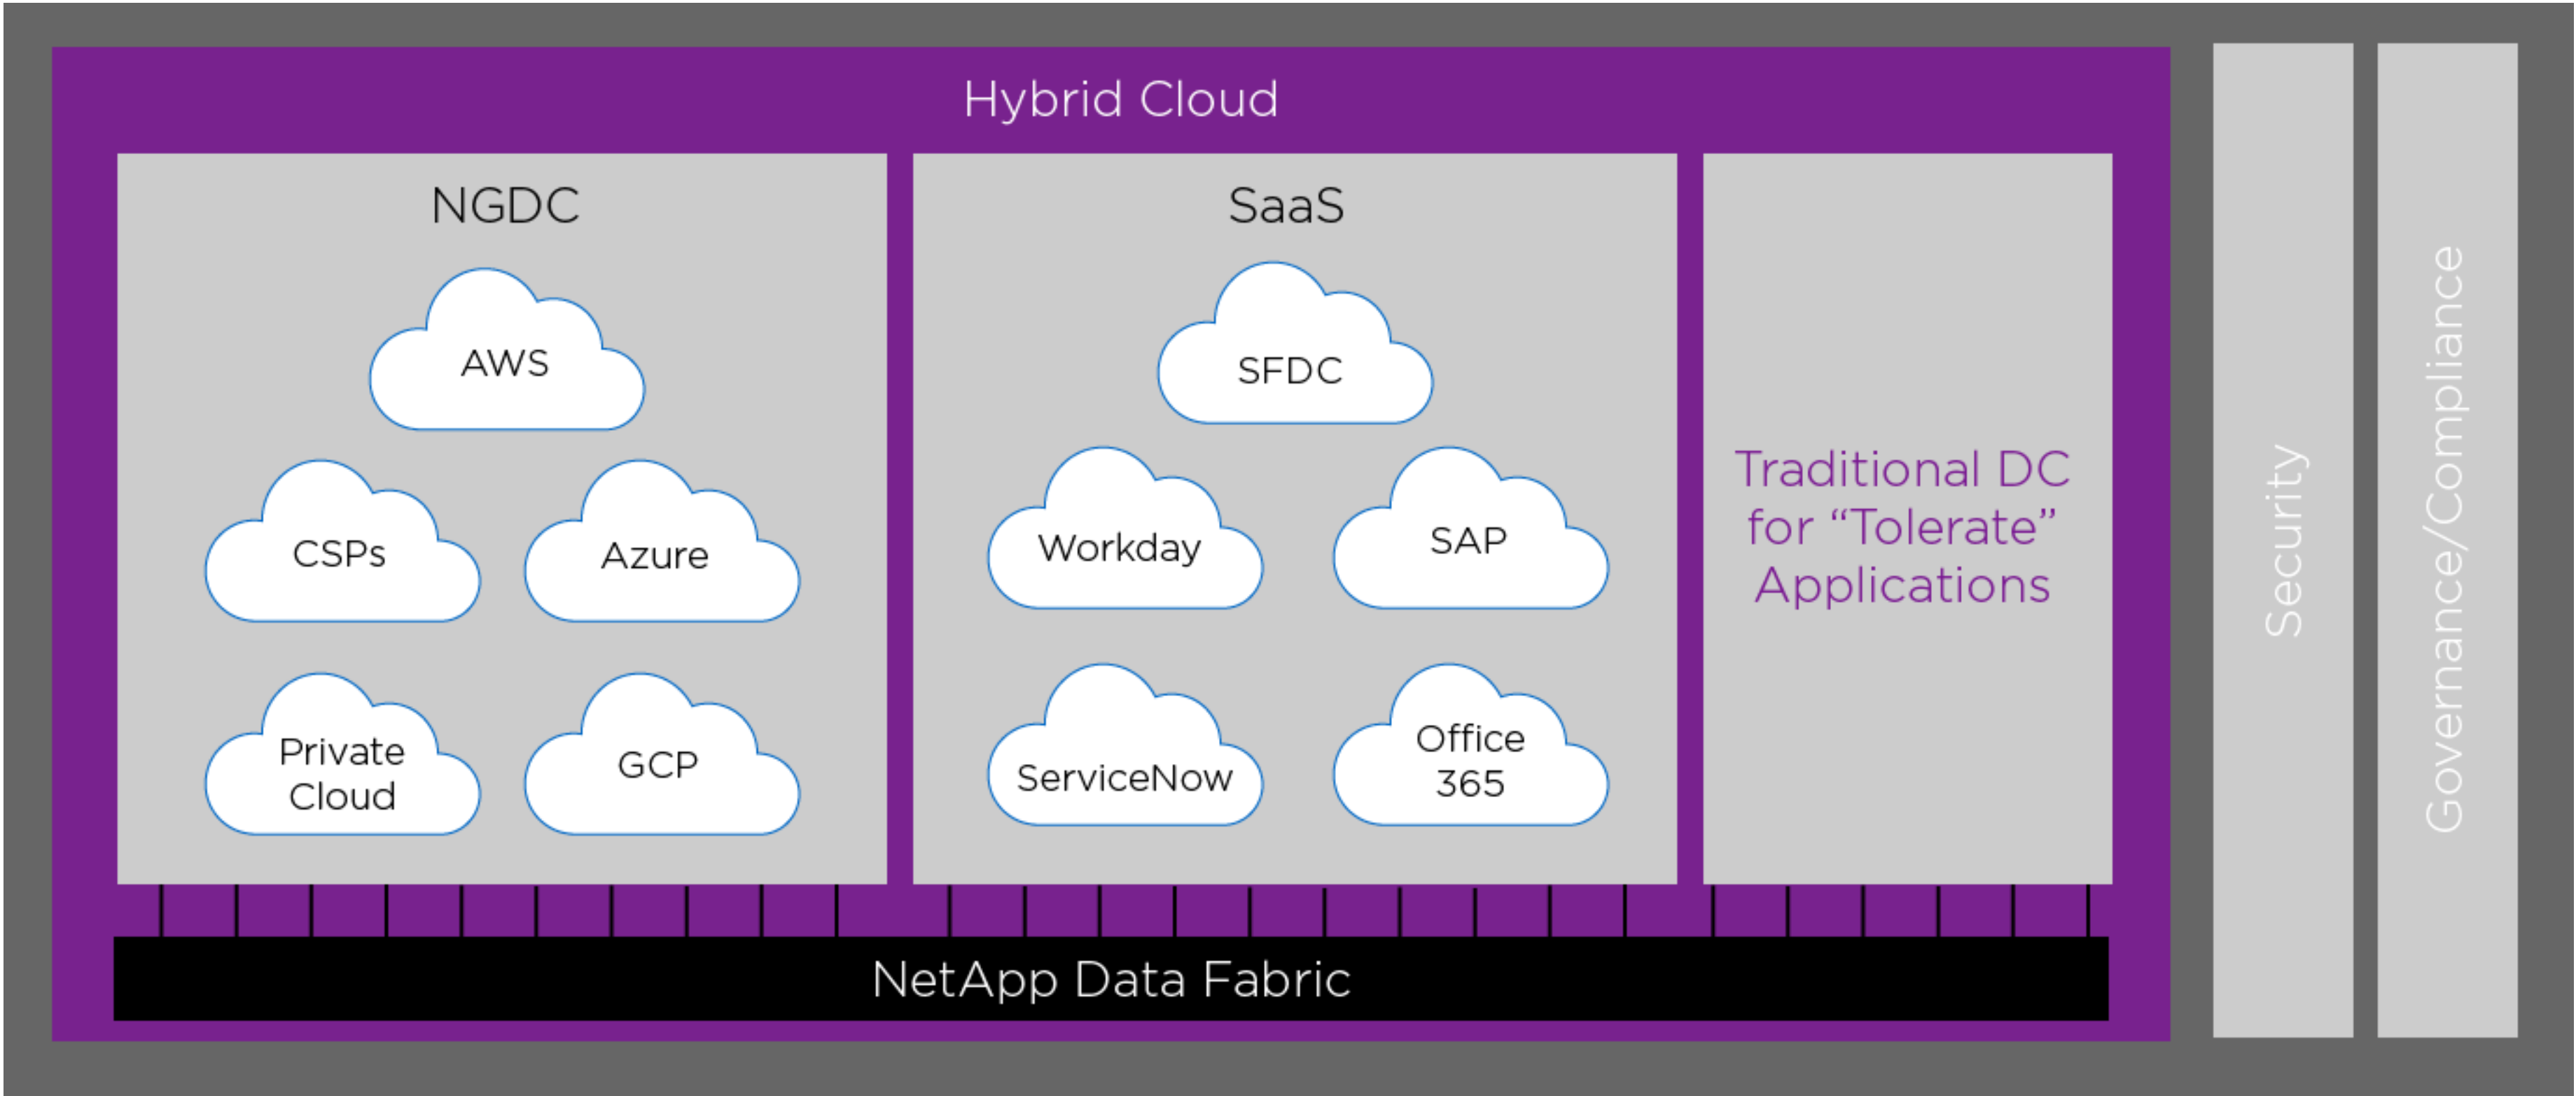 Hybrid Cloud
NGDC
AWS
CSPs
Azure
Private
Cloud
GCP
SaaS
SFDC
Workday
SAP
ServiceNow
Office
365
Traditional DC
for “Tolerate”
Applications
NetApp Data Fabric
Security
Governance/Compliance